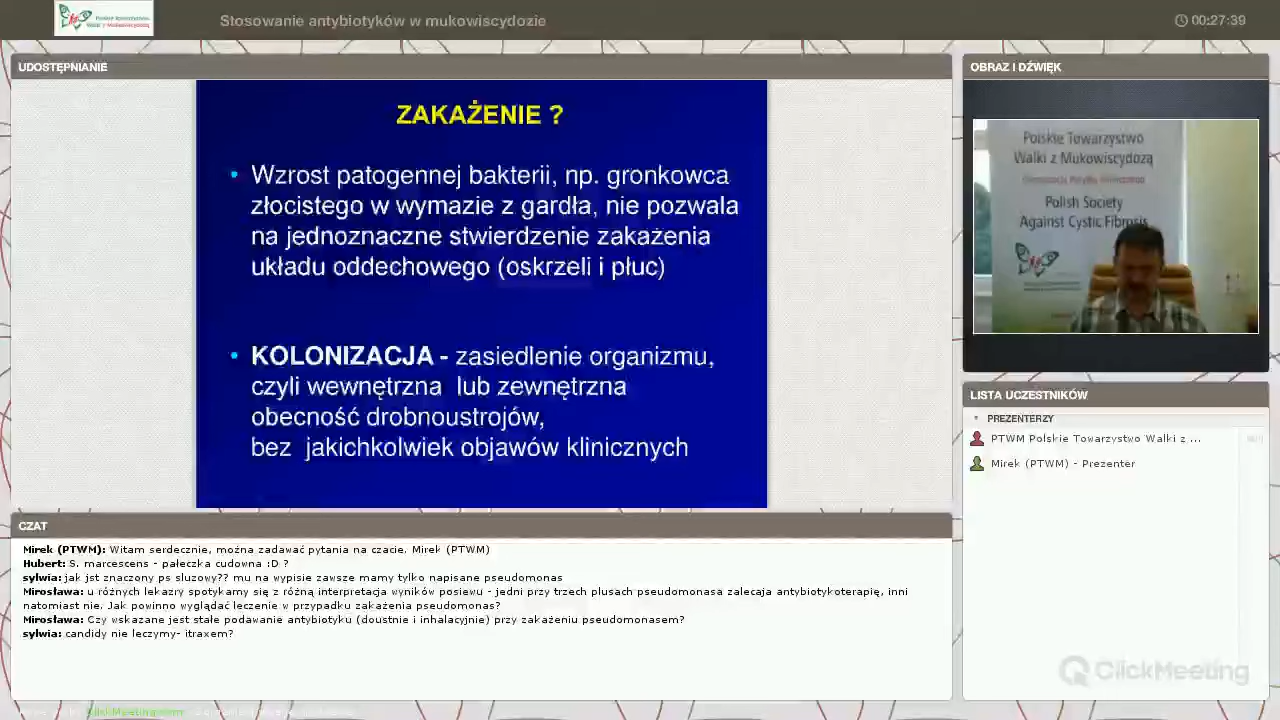 Stosowanie antybiotyków w mukowiscydozie
00:27:39
UDOSTĘPNIANIE
ZAKAŻENIE ?
• Wzrost patogennej bakterii, np. gronkowca
złocistego w wymazie z gardła, nie pozwala
na jednoznaczne stwierdzenie zakażenia
układu oddechowego (oskrzeli i płuc)
• KOLONIZACJA - zasiedlenie organizmu,
czyli wewnętrzna lub zewnętrzna
obecność drobnoustrojów,
bez jakichkolwiek objawów klinicznych
OBRAZ I DŹWIĘK
Polskie Towarzystwo
Walki z Mukowiscydozą
Polish Society
Against Cystic Fibrosis
LISTA UCZESTNIKÓW
PREZENTERZY
PTWM Polskie Towarzystwo Walki z ...
Mirek (PTWM) - Prezenter
CZAT
Mirek (PTWM): Witam serdecznie, można zadawać pytania na czacie. Mirek (PTWM)
Hubert: S. marcescens - pałeczka cudowna :D ?
sylwia: jak jst znaczony ps sluzowy?? mu na wypisie zawsze mamy tylko napisane pseudomonas
Mirosława: u różnych lekazry spotykamy się z różną interpretacja wyników posiewu - jedni przy trzech plusach pseudomonasa zalecaja antybiotykoterapię, inni
natomiast nie. Jak powinno wyglądać leczenie w przypadku zakażenia pseudomonas?
Mirosława: Czy wskazane jest stałe podawanie antybiotyku (doustnie i inhalacyjnie) przy zakażeniu pseudomonasem?
sylwia: candidy nie leczymy- itraxem?
ClickMeeting